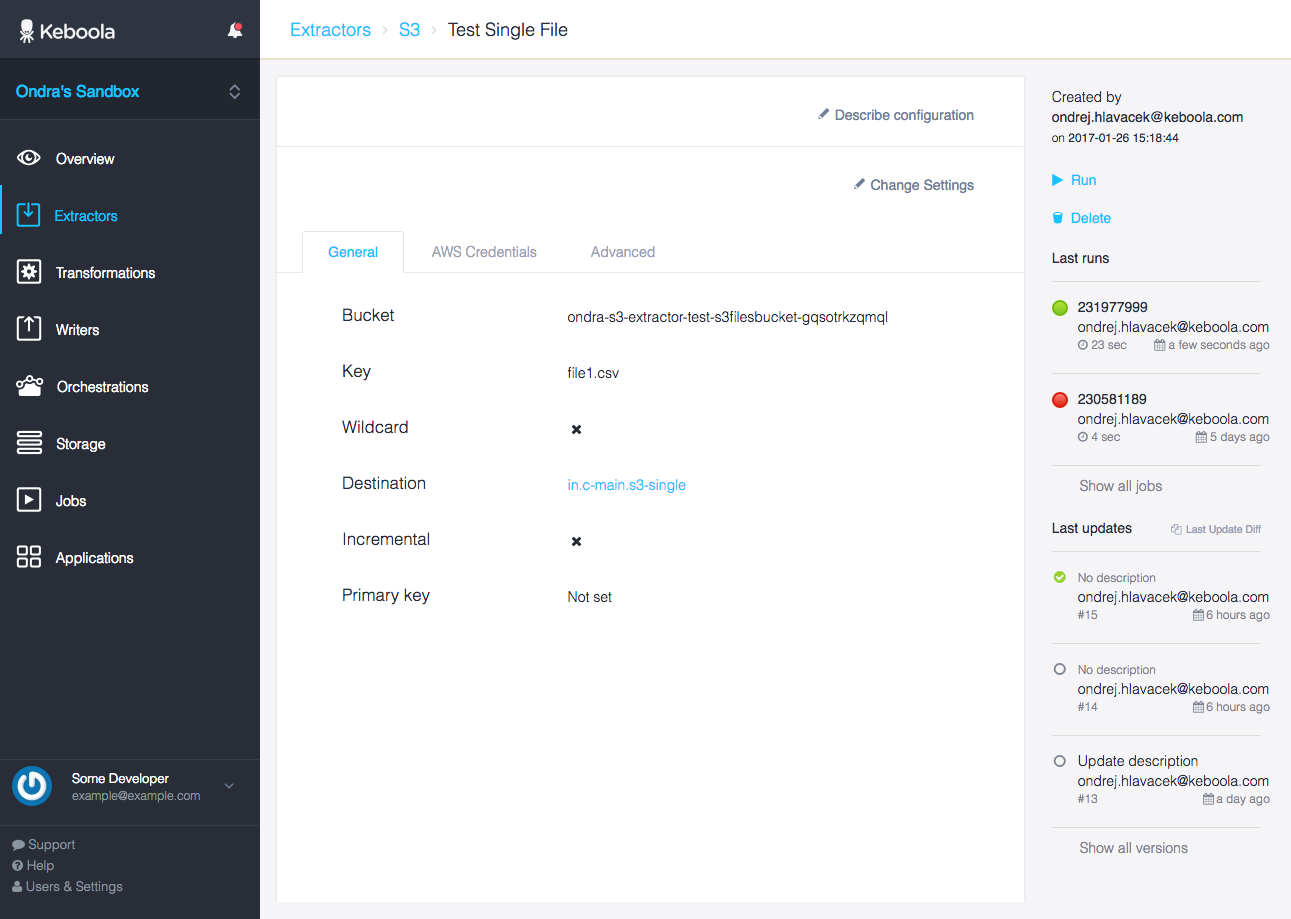 Keboola
Ondra's Sandbox
Overview
Extractors
Transformations
Writers
Orchestrations
Storage
Jobs
Applications
Some Developer
example@example.com
Support
Help
Users & Settings
Extractors > S3 > Test Single File
Describe configuration
Change Settings
General AWS Credentials Advanced
Bucket ondra-s3-extractor-test-s3filesbucket-gqsotrkzqmql
Key file1.csv
Wildcard ✖
Destination in.c-main.s3-single
Incremental ✖
Primary key Not set
Created by
ondrej.hlavacek@keboola.com
on 2017-01-26 15:18:44
Run
Delete
Last runs
231977999
ondrej.hlavacek@keboola.com
23 sec a few seconds ago
230581189
ondrej.hlavacek@keboola.com
4 sec 5 days ago
Show all jobs
Last updates Last Update Diff
No description
ondrej.hlavacek@keboola.com
#15 6 hours ago
No description
ondrej.hlavacek@keboola.com
#14 6 hours ago
Update description
ondrej.hlavacek@keboola.com
#13 a day ago
Show all versions